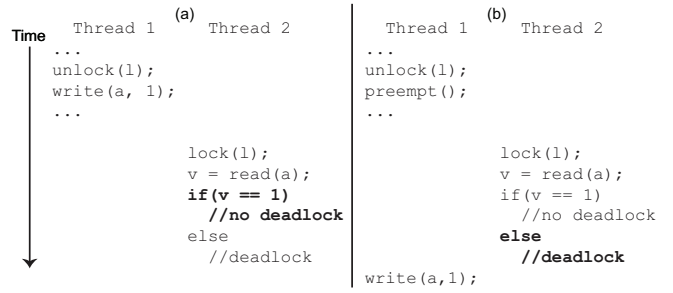 (a)
Time
Thread 1 Thread 2
...
unlock(l);
write(a, 1);
...
lock(l);
v = read(a);
if(v == 1)
//no deadlock
else
//deadlock
(b)
Thread 1 Thread 2
...
unlock(l);
preempt();
...
lock(l);
v = read(a);
if(v == 1)
//no deadlock
else
//deadlock
write(a,1);